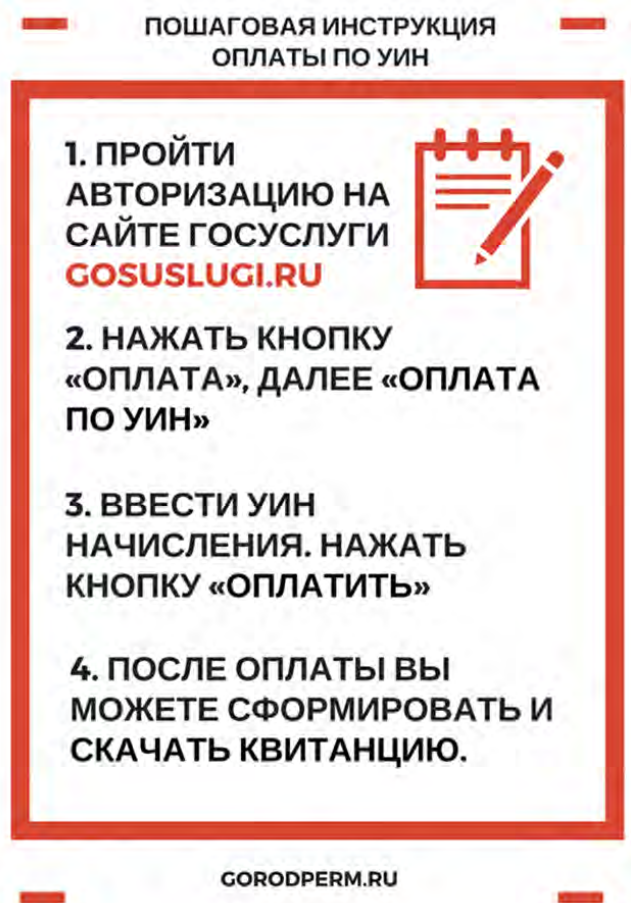 ПОШАГОВАЯ ИНСТРУКЦИЯ
ОПЛАТЫ ПО УИН
1. ПРОЙТИ
АВТОРИЗАЦИЮ НА
САЙТЕ ГОСУСЛУГИ
GOSUSLUGI.RU
2. НАЖАТЬ КНОПКУ
«ОПЛАТА», ДАЛЕЕ «ОПЛАТА
ПО УИН»
3. ВВЕСТИ УИН
НАЧИСЛЕНИЯ. НАЖАТЬ
КНОПКУ «ОПЛАТИТЬ»
4. ПОСЛЕ ОПЛАТЫ ВЫ
МОЖЕТЕ СФОРМИРОВАТЬ И
СКАЧАТЬ КВИТАНЦИЮ.
GORODPERM.RU